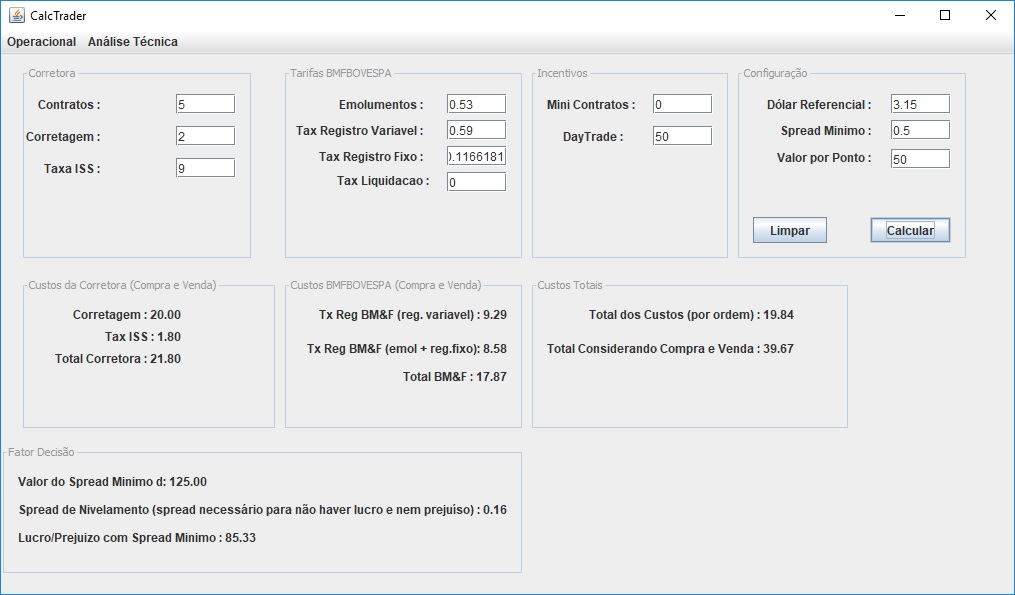 CalcTrader
Operacional Análise Técnica
Corretora
Contratos : 5
Corretagem : 2
Taxa ISS : 9
Tarifas BMFBOVESPA
Emolumentos : 0.53
Tax Registro Variavel : 0.59
Tax Registro Fixo : 0.1166181
Tax Liquidacao : 0
Incentivos
Mini Contratos : 0
DayTrade : 50
Configuração
Dólar Referencial : 3.15
Spread Minimo : 0.5
Valor por Ponto : 50
Limpar Calcular
Custos da Corretora (Compra e Venda)
Corretagem : 20.00
Tax ISS : 1.80
Total Corretora : 21.80
Custos BMFBOVESPA (Compra e Venda)
Tx Reg BM&F (reg. variavel) : 9.29
Tx Reg BM&F (emol + reg.fixo): 8.58
Total BM&F : 17.87
Custos Totais
Total dos Custos (por ordem) : 19.84
Total Considerando Compra e Venda : 39.67
Fator Decisão
Valor do Spread Minimo d: 125.00
Spread de Nivelamento (spread necessário para não haver lucro e nem prejuíso) : 0.16
Lucro/Prejuizo com Spread Minimo : 85.33